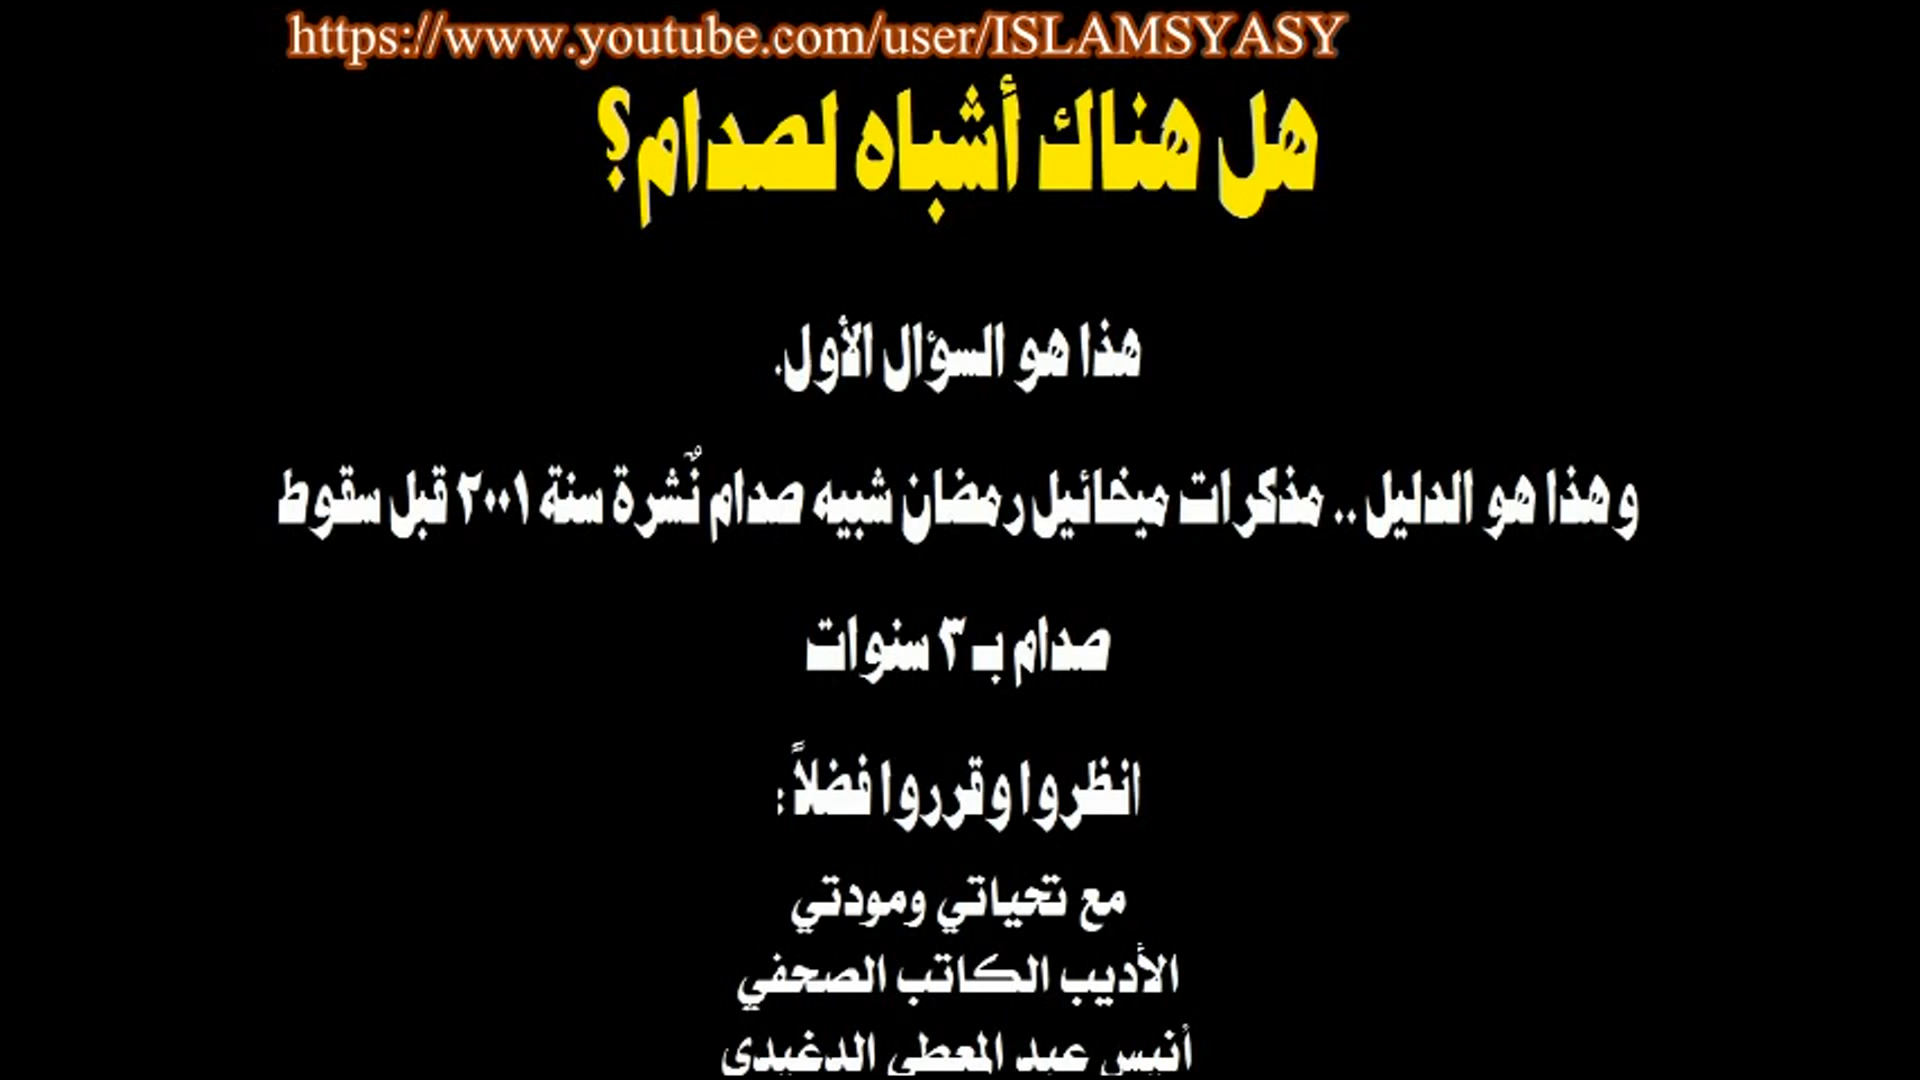 https://www.youtube.com/user/ISLAMSYASY
هل هناك أشباه لصدام؟
هذا هو السؤال الأول.
وهذا هو الدليل .. مذكرات ميخائيل رمضان شبيه صدام نُشرة سنة ٢٠٠١ قبل سقوط
صدام بـ ٣ سنوات
انظروا وقرروا فضلاً :
مع تحياتي ومودتي
الأديب الكاتب الصحفي
أنيس عبد المعطي الدغيدي